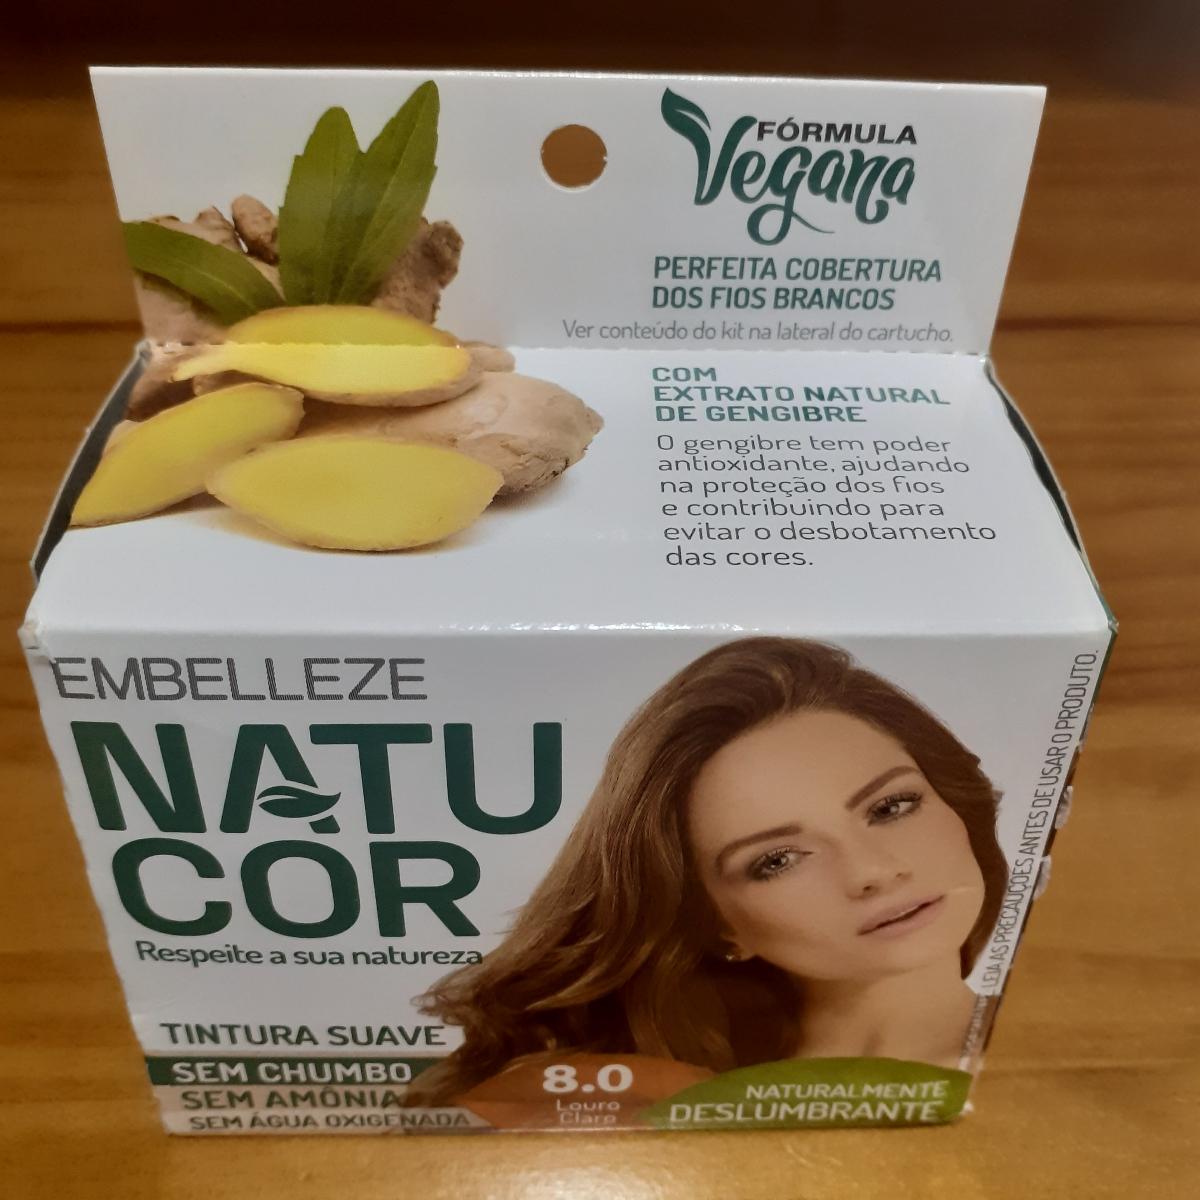 FÓRMULA
Vegana
PERFEITA COBERTURA
DOS FIOS BRANCOS
Ver conteúdo do kit na lateral do cartucho.
COM
EXTRATO NATURAL
DE GENGIBRE
O gengibre tem poder
antioxidante, ajudando
na proteção dos fios
e contribuindo para
evitar o desbotamento
das cores.
EMBELLEZE
NATU
COR
Respeite a sua natureza
TINTURA SUAVE
SEM CHUMBO
SEM AMÔNIA
SEM ÁGUA OXIGENADA
8.0
Louro
Claro
NATURALMENTE
DESLUMBRANTE
LEIA AS PRECAUÇÕES ANTES DE USAR O PRODUTO.